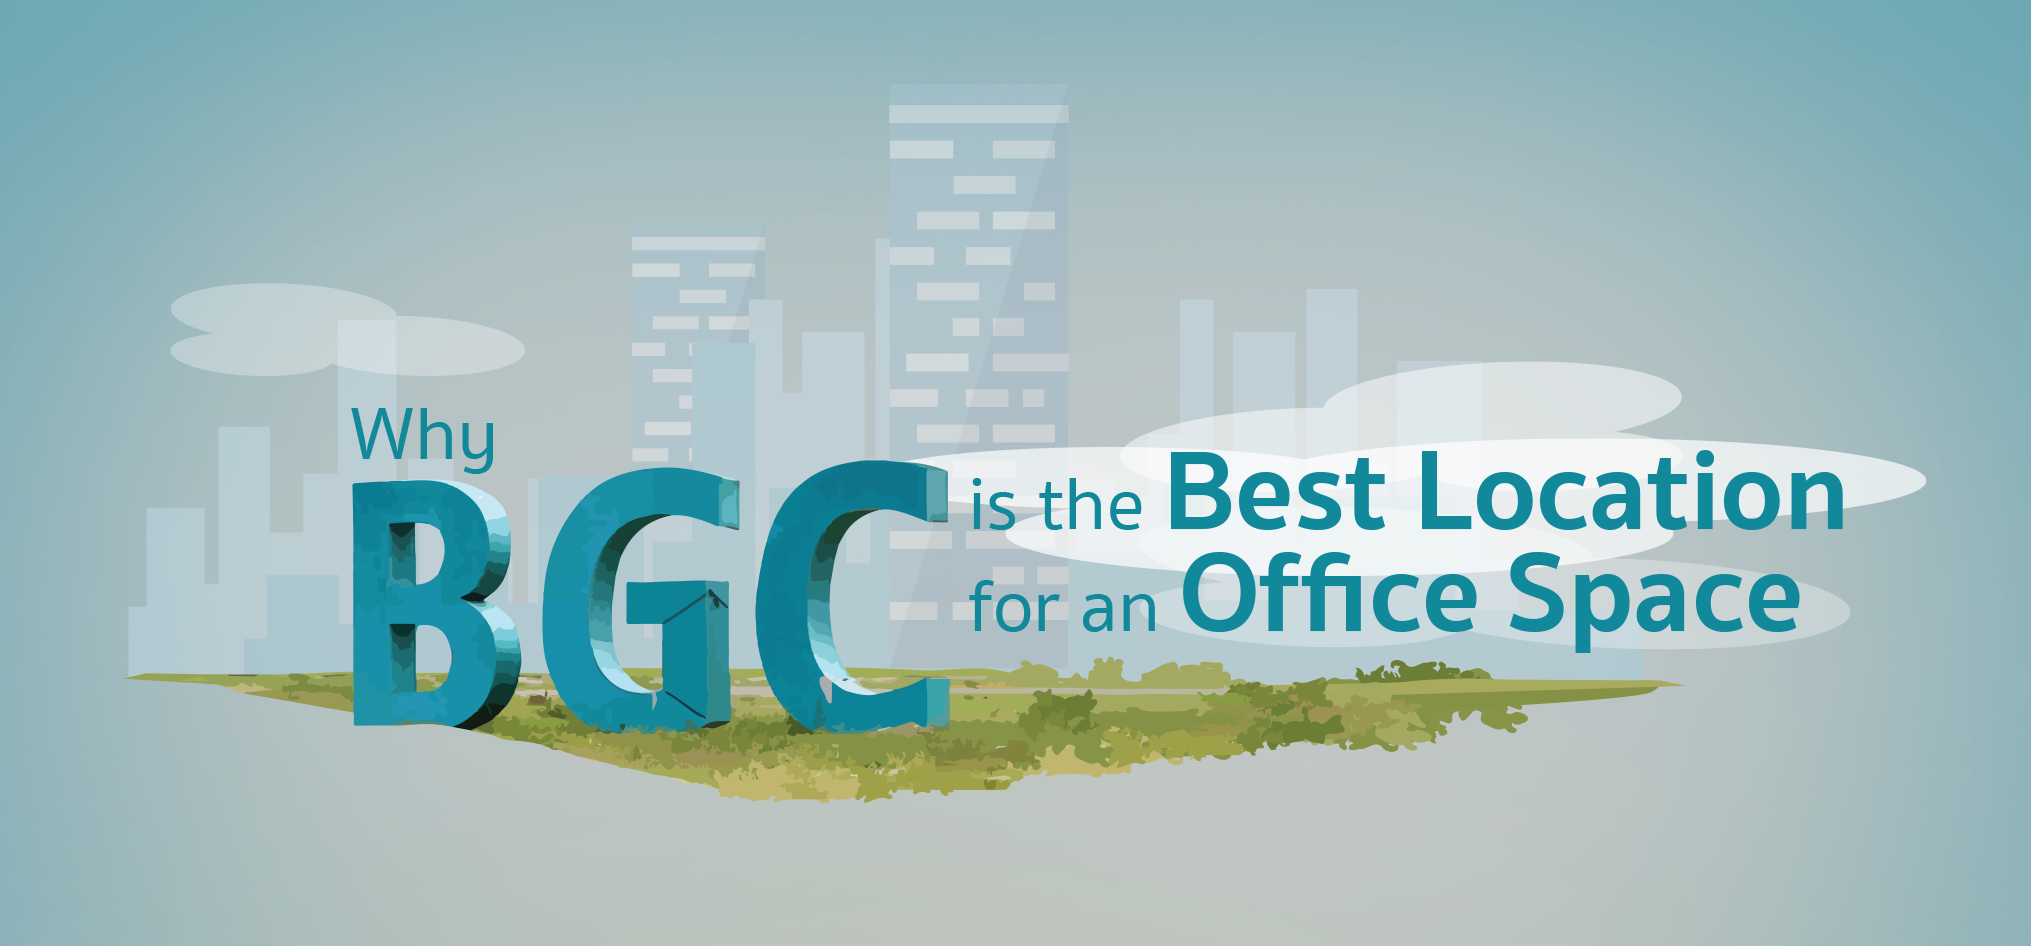 Why
BGC
is the Best Location
for an Office Space